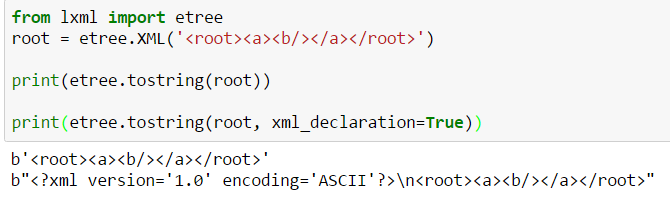 from lxml import etree
root = etree.XML('<root><a><b/></a></root>')
print(etree.tostring(root))
print(etree.tostring(root, xml_declaration=True))
b'<root><a><b/></a></root>'
b"<?xml version='1.0' encoding='ASCII'?>\n<root><a><b/></a></root>"